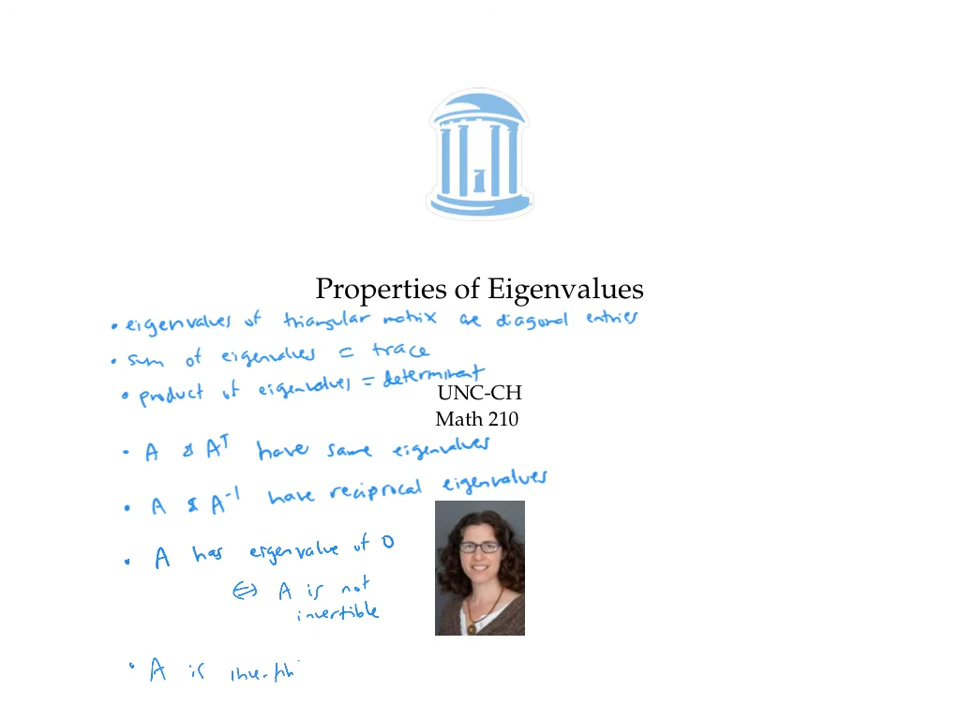 Properties of Eigenvalues
• eigenvalues of triangular matrix are diagonal entries
• sum of eigenvalues = trace
• product of eigenvalues = determinant
UNC-CH
Math 210
• A & Aᵀ have same eigenvalues
• A & A⁻¹ have reciprocal eigenvalues
• A has eigenvalue of 0
⇔ A is not
invertible
• A is